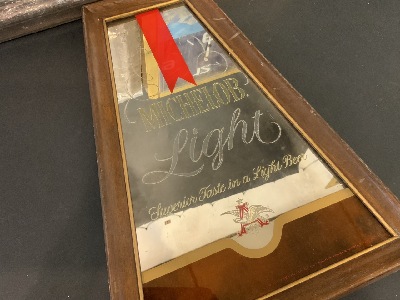 MICHELOB.
Light
Superior Taste in a Light Beer